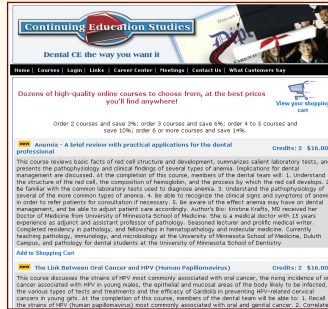 Continuing Education Studies
Dental CE the way you want it
Home | Courses | Login | Links | Career Center | Meetings | Contact Us | What Customers Say
Dozens of high-quality online courses to choose from, at the best prices
you'll find anywhere!
View your shopping
cart
Order 2 courses and save 3%; order 3 courses and save 6%; order 4 to 5 courses and
save 10%; order 6 or more courses and save 14%.
new Anemia - A brief review with practical applications for the dental
professional
Credits: 2 $16.00
This course reviews basic facts of red cell structure and development, summarizes salient laboratory tests, and
presents the pathophysiology and clinical findings of several types of anemia. Implications for dental
management are discussed. At the completion of this course, members of the dental team will: 1. Understand
the structure of the red cell, the composition of hemoglobin, and the means by which the red cell develops. 2.
Be familiar with the common laboratory tests used to diagnose anemia. 3. Understand the pathophysiology of
several of the more common types of anemia. 4. Be able to recognize the clinical signs and symptoms of anemia
in order to refer patients for consultation if necessary. 5. Be aware of the effect anemia may have on dental
management, and be able to adjust patient care accordingly. Author's Bio: Kristine Krafts, MD received her
Doctor of Medicine from University of Minnesota School of Medicine. She is a medical doctor with 15 years
experience as adjunct and assistant professor of pathology. Seasoned lecturer and prolific medical writer.
Completed residency in pathology, and fellowships in hematopathology and molecular medicine. Currently
teaching pathology, immunology, and microbiology at the University of Minnesota School of Medicine, Duluth
Campus, and pathology for dental students at the University of Minnesota School of Dentistry
Add to Shopping Cart
new The Link Between Oral Cancer and HPV (Human Papillomavirus)
Credits: 2 $16.00
This course discusses the strains of HPV most commonly associated with oral cancer, the rising incidence of oral
cancer associated with HPV in young males, the epithelial and mucosal areas of the body likely to be infected,
the various types of tests and treatments and the efficacy of Gardasil in preventing HPV-related cervical
cancers in young girls. At the completion of this course, members of the dental team will be able to: 1. Recall
the strains of HPV (human papillomavirus) most commonly associated with oral and genital cancer. 2. Correlate